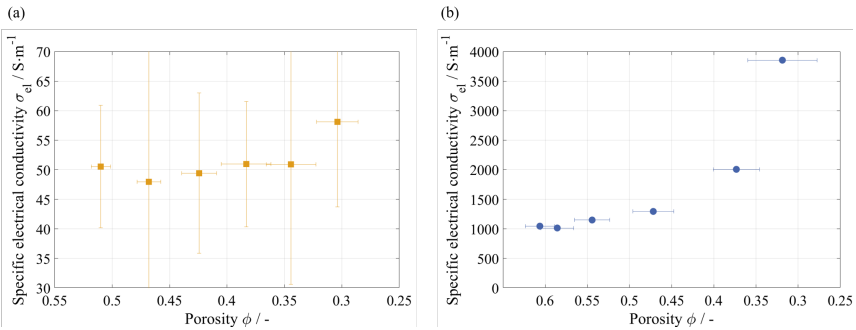 (a)
Specific electrical conductivity σ_el / S·m⁻¹
70
65
60
55
50
45
40
35
30
0.55 0.5 0.45 0.4 0.35 0.3 0.25
Porosity ϕ / -
(b)
Specific electrical conductivity σ_el / S·m⁻¹
4000
3500
3000
2500
2000
1500
1000
500
0
0.6 0.55 0.5 0.45 0.4 0.35 0.3 0.25
Porosity ϕ / -